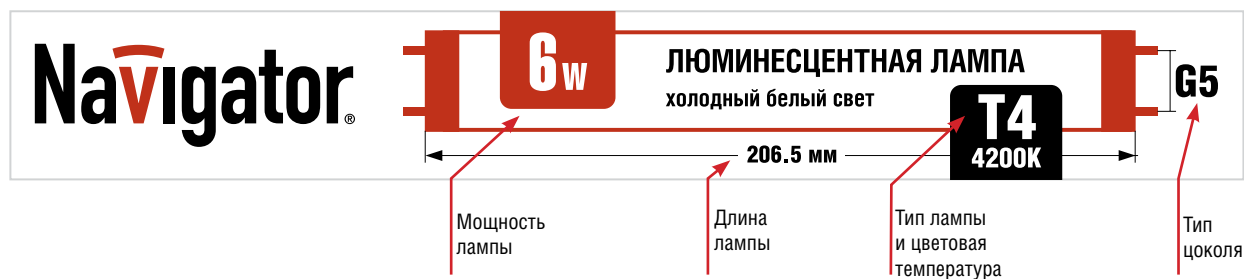 Navigator®
6W
ЛЮМИНЕСЦЕНТНАЯ ЛАМПА
холодный белый свет
T4
4200K
G5
206.5 мм
Мощность
лампы
Длина
лампы
Тип лампы
и цветовая
температура
Тип
цоколя